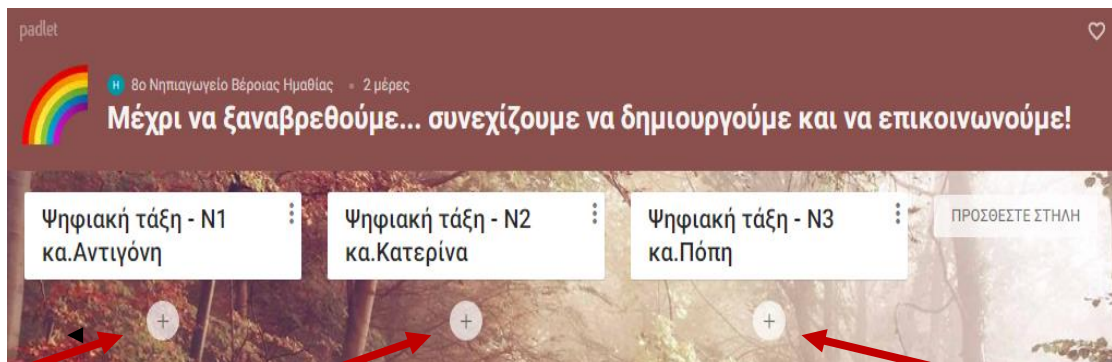 padlet
Η 8ο Νηπιαγωγείο Βέροιας Ημαθίας • 2 μέρες
Μέχρι να ξαναβρεθούμε... συνεχίζουμε να δημιουργούμε και να επικοινωνούμε!
Ψηφιακή τάξη - Ν1
κα.Αντιγόνη
Ψηφιακή τάξη - Ν2
κα.Κατερίνα
Ψηφιακή τάξη - Ν3
κα.Πόπη
ΠΡΟΣΘΕΣΤΕ ΣΤΗΛΗ